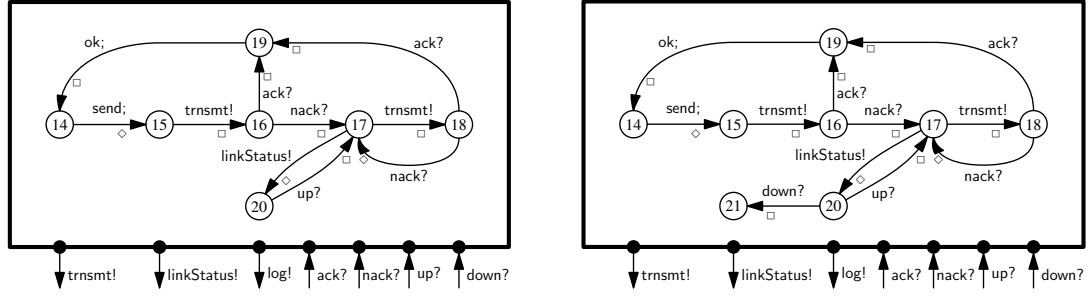 19
ok;
ack?
ack?
send;
trnsmt!
nack?
trnsmt!
14
15
16
17
18
linkStatus!
nack?
up?
20
trnsmt!
linkStatus!
log!
ack?
nack?
up?
down?
19
ok;
ack?
ack?
send;
trnsmt!
nack?
trnsmt!
14
15
16
17
18
linkStatus!
nack?
down?
up?
21
20
trnsmt!
linkStatus!
log!
ack?
nack?
up?
down?